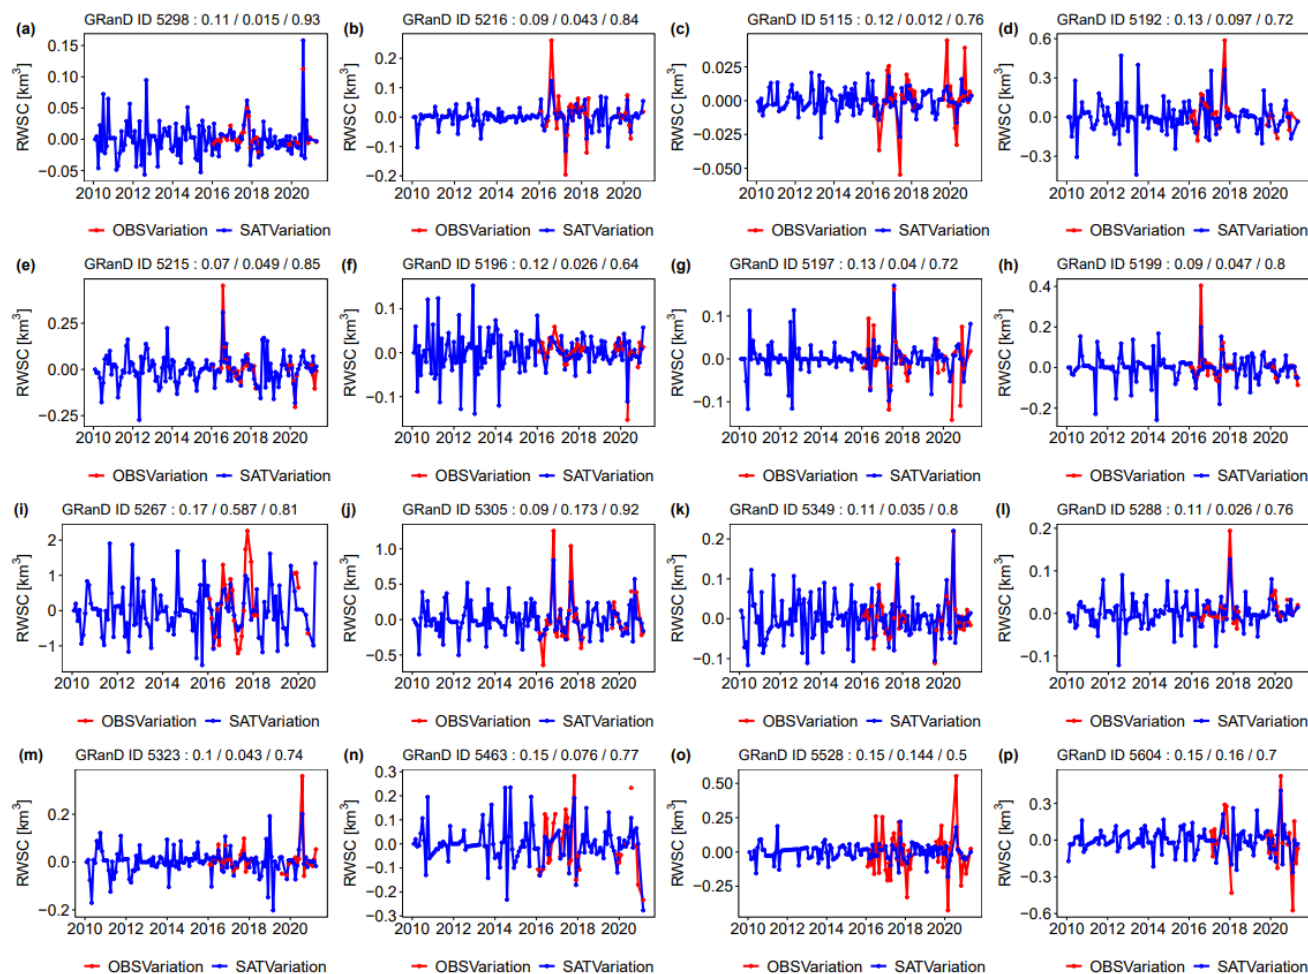 (a) GRanD ID 5298 : 0.11 / 0.015 / 0.93
RWSC [km³]
0.15
0.10
0.05
0.00
−0.05
2010 2012 2014 2016 2018 2020
OBSVariation SATVariation
(b) GRanD ID 5216 : 0.09 / 0.043 / 0.84
RWSC [km³]
0.2
0.1
0.0
−0.1
−0.2
2010 2012 2014 2016 2018 2020
OBSVariation SATVariation
(c) GRanD ID 5115 : 0.12 / 0.012 / 0.76
RWSC [km³]
0.025
0.000
−0.025
−0.050
2010 2012 2014 2016 2018 2020
OBSVariation SATVariation
(d) GRanD ID 5192 : 0.13 / 0.097 / 0.72
RWSC [km³]
0.6
0.3
0.0
−0.3
2010 2012 2014 2016 2018 2020
OBSVariation SATVariation
(e) GRanD ID 5215 : 0.07 / 0.049 / 0.85
RWSC [km³]
0.25
0.00
−0.25
2010 2012 2014 2016 2018 2020
OBSVariation SATVariation
(f) GRanD ID 5196 : 0.12 / 0.026 / 0.64
RWSC [km³]
0.1
0.0
−0.1
2010 2012 2014 2016 2018 2020
OBSVariation SATVariation
(g) GRanD ID 5197 : 0.13 / 0.04 / 0.72
RWSC [km³]
0.1
0.0
−0.1
2010 2012 2014 2016 2018 2020
OBSVariation SATVariation
(h) GRanD ID 5199 : 0.09 / 0.047 / 0.8
RWSC [km³]
0.4
0.2
0.0
−0.2
2010 2012 2014 2016 2018 2020
OBSVariation SATVariation
(i) GRanD ID 5267 : 0.17 / 0.587 / 0.81
RWSC [km³]
2
1
0
−1
2010 2012 2014 2016 2018 2020
OBSVariation SATVariation
(j) GRanD ID 5305 : 0.09 / 0.173 / 0.92
RWSC [km³]
1.0
0.5
0.0
−0.5
2010 2012 2014 2016 2018 2020
OBSVariation SATVariation
(k) GRanD ID 5349 : 0.11 / 0.035 / 0.8
RWSC [km³]
0.2
0.1
0.0
−0.1
2010 2012 2014 2016 2018 2020
OBSVariation SATVariation
(l) GRanD ID 5288 : 0.11 / 0.026 / 0.76
RWSC [km³]
0.2
0.1
0.0
−0.1
2010 2012 2014 2016 2018 2020
OBSVariation SATVariation
(m) GRanD ID 5323 : 0.1 / 0.043 / 0.74
RWSC [km³]
0.2
0.0
−0.2
2010 2012 2014 2016 2018 2020
OBSVariation SATVariation
(n) GRanD ID 5463 : 0.15 / 0.076 / 0.77
RWSC [km³]
0.3
0.2
0.1
0.0
−0.1
−0.2
−0.3
2010 2012 2014 2016 2018 2020
OBSVariation SATVariation
(o) GRanD ID 5528 : 0.15 / 0.144 / 0.5
RWSC [km³]
0.50
0.25
0.00
−0.25
2010 2012 2014 2016 2018 2020
OBSVariation SATVariation
(p) GRanD ID 5604 : 0.15 / 0.16 / 0.7
RWSC [km³]
0.6
0.3
0.0
−0.3
−0.6
2010 2012 2014 2016 2018 2020
OBSVariation SATVariation